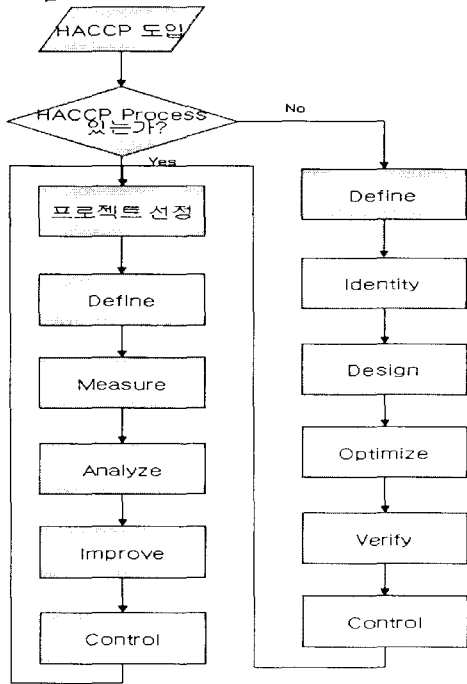 HACCP 도입
HACCP Process
있는가?
No
Yes
프로젝트 선정
Define
Measure
Analyze
Improve
Control
Define
Identity
Design
Optimize
Verify
Control